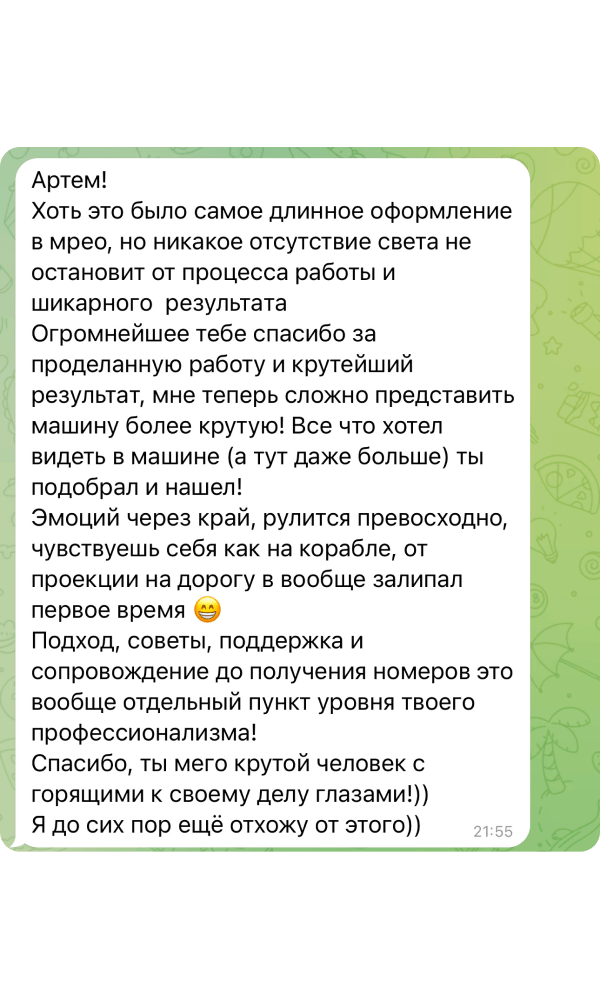 Артем!
Хоть это было самое длинное оформление
в мрео, но никакое отсутствие света не
остановит от процесса работы и
шикарного  результата
Огромнейшее тебе спасибо за
проделанную работу и крутейший
результат, мне теперь сложно представить
машину более крутую! Все что хотел
видеть в машине (а тут даже больше) ты
подобрал и нашел!
Эмоций через край, рулится превосходно,
чувствуешь себя как на корабле, от
проекции на дорогу в вообще залипал
первое время 😁
Подход, советы, поддержка и
сопровождение до получения номеров это
вообще отдельный пункт уровня твоего
профессионализма!
Спасибо, ты мего крутой человек с
горящими к своему делу глазами!))
Я до сих пор ещё отхожу от этого))
21:55